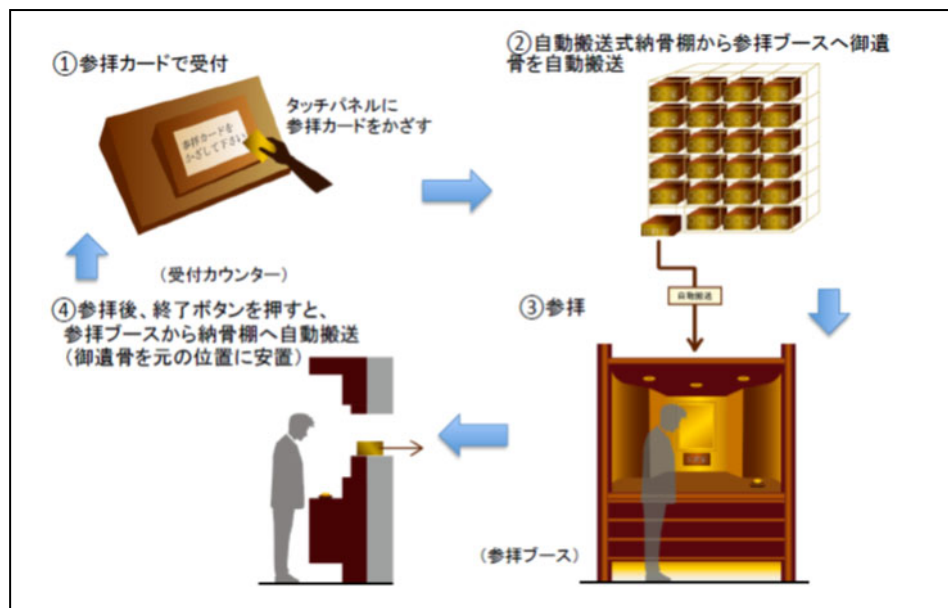 ①参拝カードで受付
タッチパネルに
参拝カードをかざす
参拝カードを
かざして下さい
(受付カウンター)
②自動搬送式納骨棚から参拝ブースへ御遺
骨を自動搬送
自動搬送
③参拝
(参拝ブース)
④参拝後、終了ボタンを押すと、
参拝ブースから納骨棚へ自動搬送
(御遺骨を元の位置に安置)